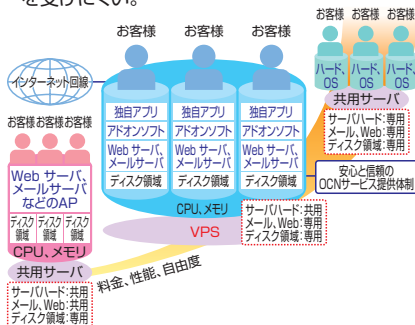 を受けにくい。
お客様 お客様 お客様
お客様 お客様 お客様
インターネット回線
ハード、OS ハード、OS ハード、OS
共用サーバ
サーバハード:専用
メール、Web:専用
ディスク領域:専用
独自アプリ 独自アプリ 独自アプリ
アドオンソフト アドオンソフト アドオンソフト
Webサーバ、メールサーバ Webサーバ、メールサーバ Webサーバ、メールサーバ
ディスク領域 ディスク領域 ディスク領域
CPU、メモリ
VPS
サーバハード:共用
メール、Web:専用
ディスク領域:専用
安心と信頼の
OCNサービス提供体制
お客様 お客様 お客様
Webサーバ、
メールサーバ
などのAP
ディスク領域 ディスク領域 ディスク領域
CPU、メモリ
共用サーバ
サーバハード:共用
メール、Web:共用
ディスク領域:専用
料金、性能、自由度